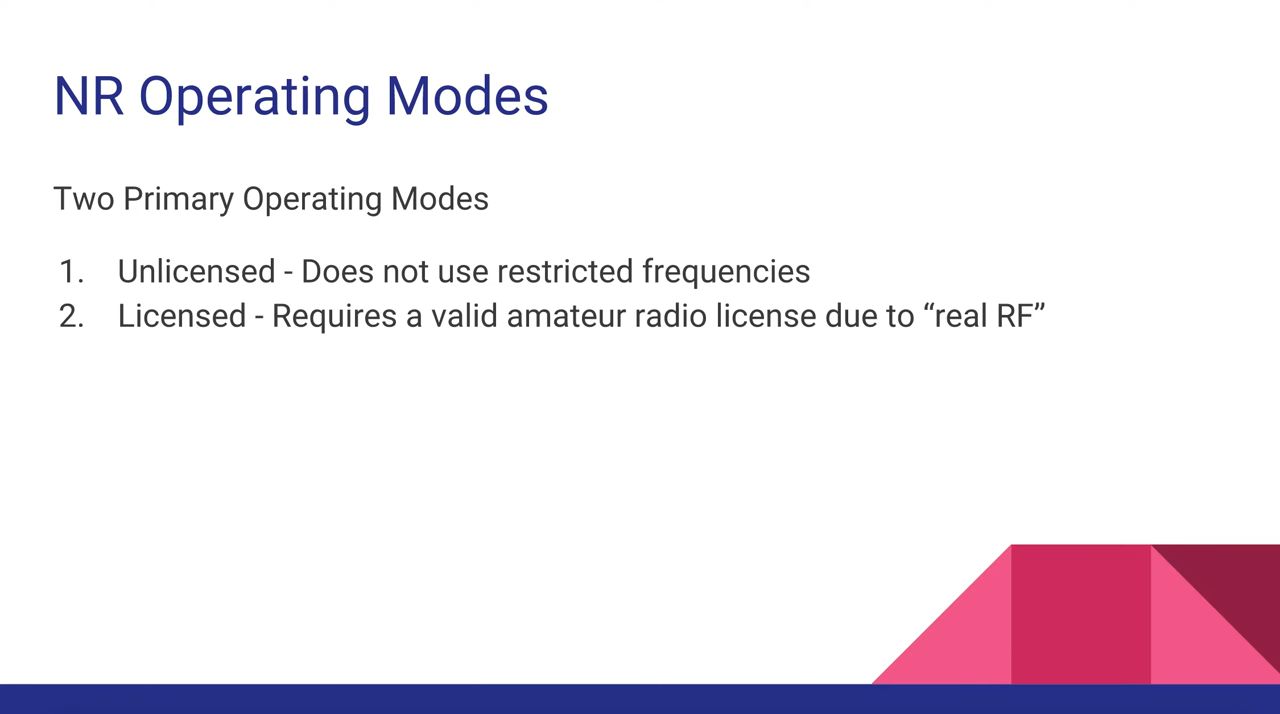 NR Operating Modes
Two Primary Operating Modes
1. Unlicensed - Does not use restricted frequencies
2. Licensed - Requires a valid amateur radio license due to “real RF”